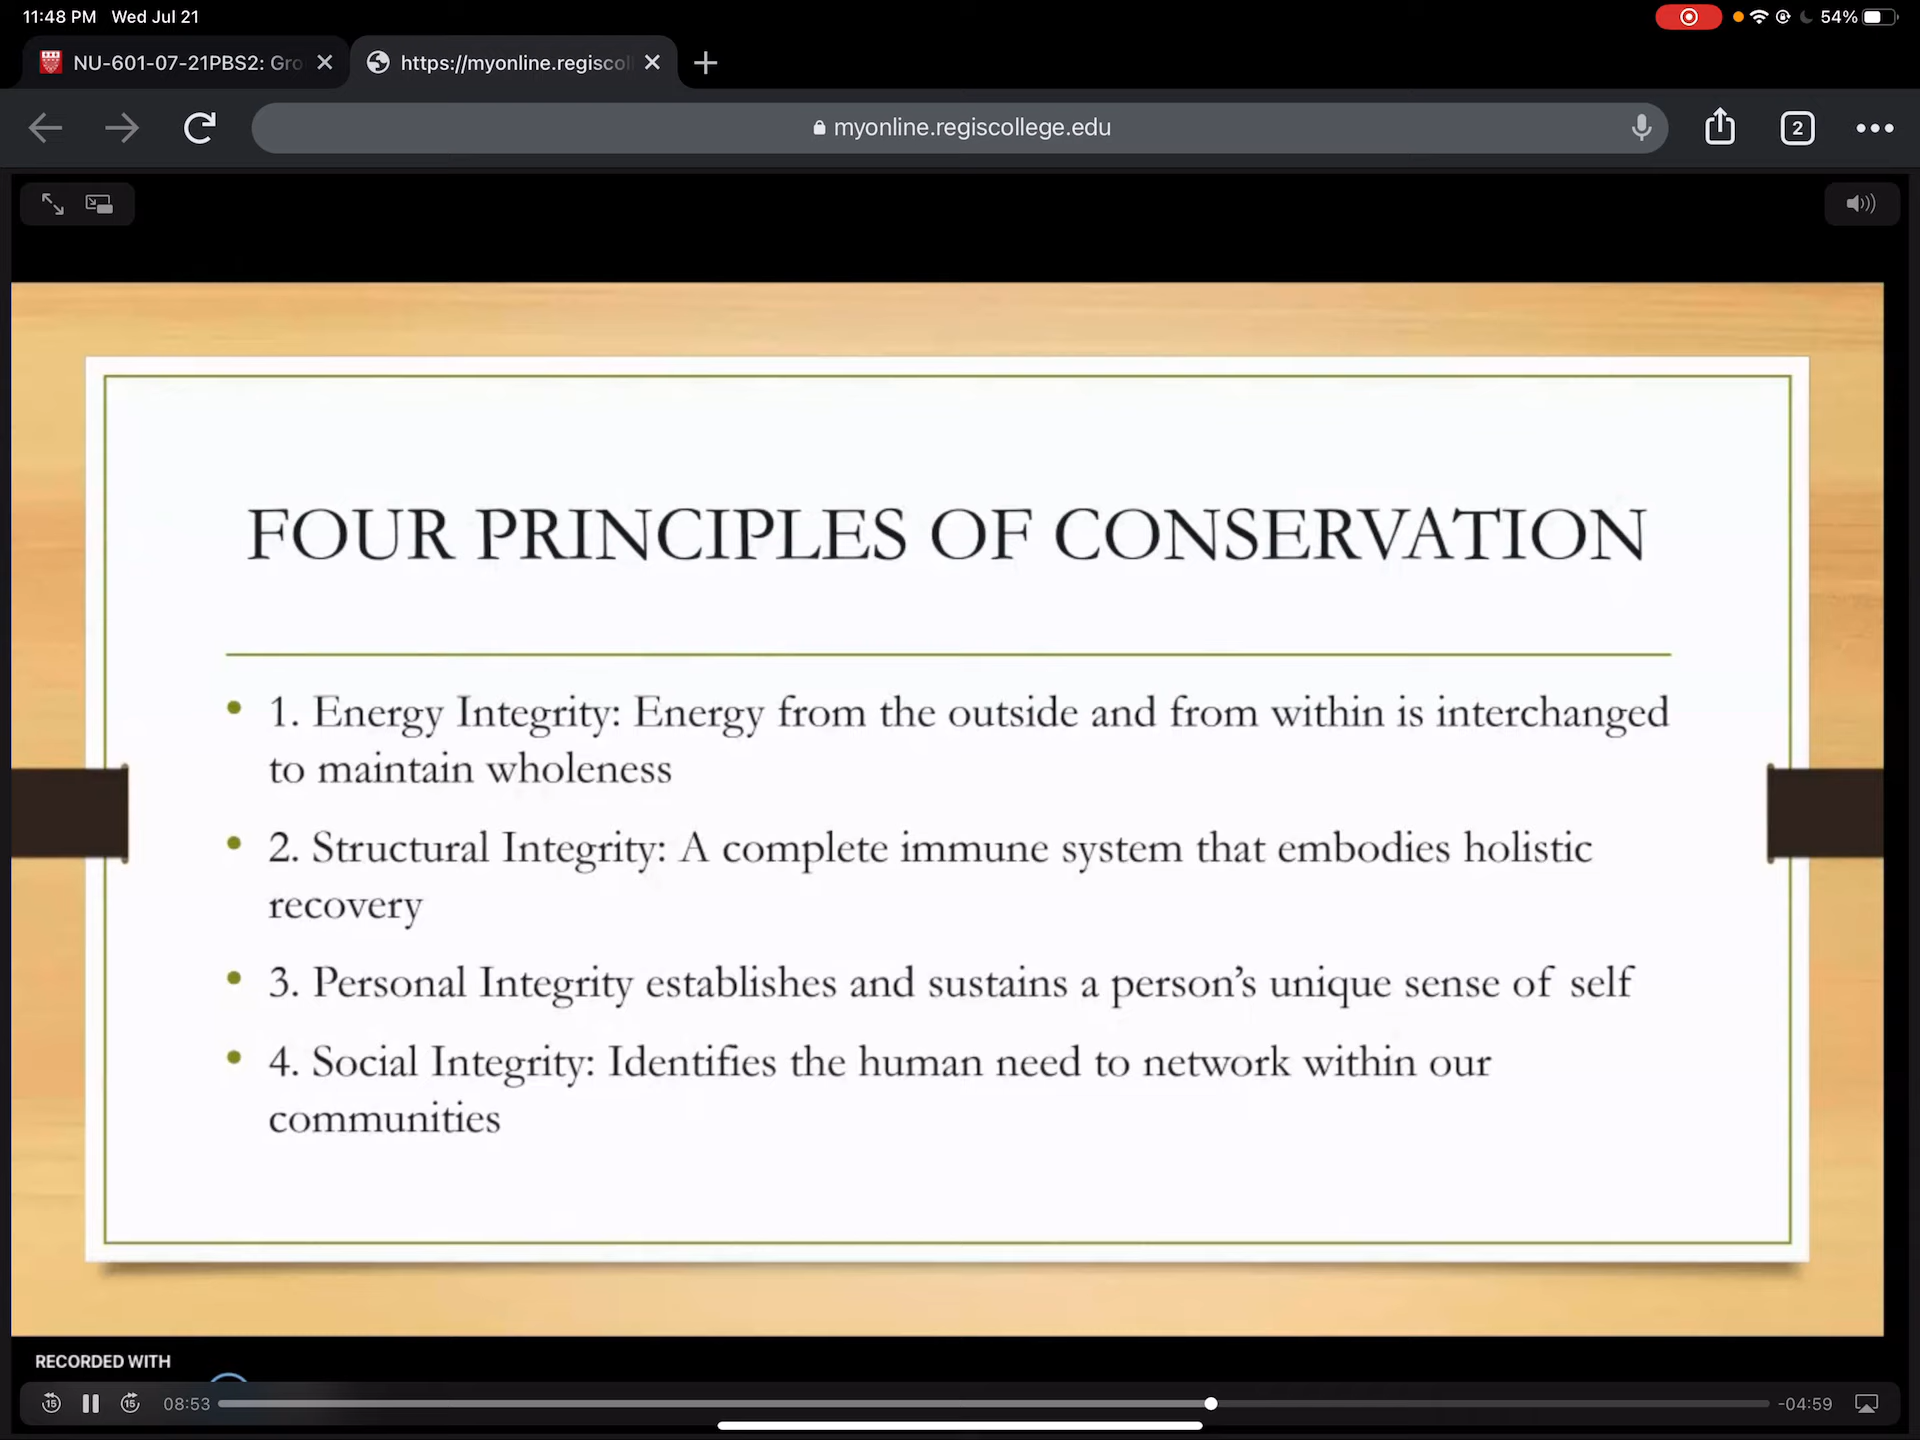 11:48 PM Wed Jul 21
54%
NU-601-07-21PBS2: Gro
https://myonline.regiscol
myonline.regiscollege.edu
2
FOUR PRINCIPLES OF CONSERVATION
• 1. Energy Integrity: Energy from the outside and from within is interchanged
to maintain wholeness
• 2. Structural Integrity: A complete immune system that embodies holistic
recovery
• 3. Personal Integrity establishes and sustains a person’s unique sense of self
• 4. Social Integrity: Identifies the human need to network within our
communities
RECORDED WITH
15 15 08:53 -04:59